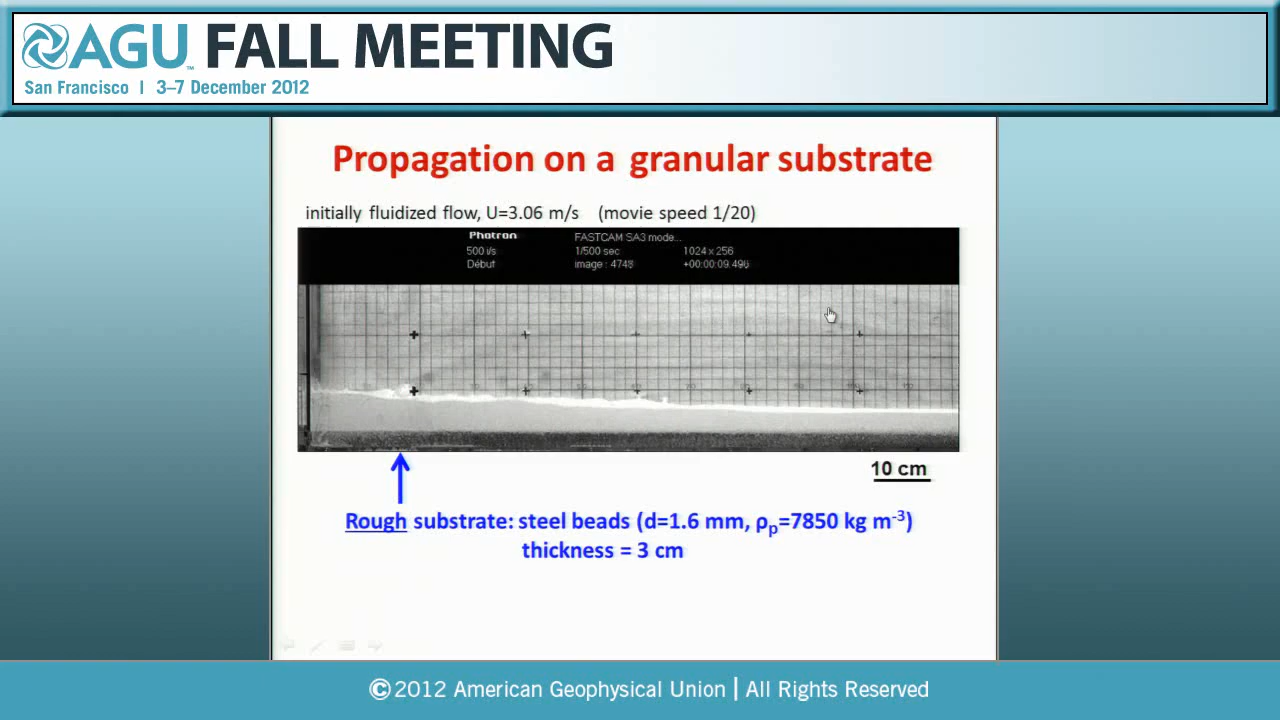 AGU FALL MEETING
San Francisco | 3–7 December 2012
Propagation on a granular substrate
initially fluidized flow, U=3.06 m/s (movie speed 1/20)
Photron FASTCAM SA3 mode...
500 i/s 1/500 sec 1024 x 256
Début image : 4748 +00:00:09.496
10 cm
Rough substrate: steel beads (d=1.6 mm, ρp=7850 kg m-3)
thickness = 3 cm
©2012 American Geophysical Union | All Rights Reserved